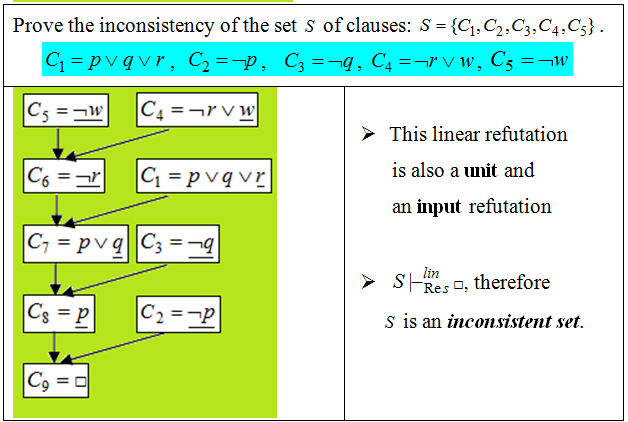 Prove the inconsistency of the set S of clauses: S = {C₁,C₂,C₃,C₄,C₅} .
C₁ = p ∨ q ∨ r , C₂ = ¬p , C₃ = ¬q , C₄ = ¬r ∨ w , C₅ = ¬w
C₅ = ¬w C₄ = ¬r ∨ w
C₆ = ¬r C₁ = p ∨ q ∨ r
C₇ = p ∨ q C₃ = ¬q
C₈ = p C₂ = ¬p
C₉ = □
➢ This linear refutation
is also a unit and
an input refutation
➢ S ⊢ˡⁱⁿ_Res □, therefore
S is an inconsistent set.